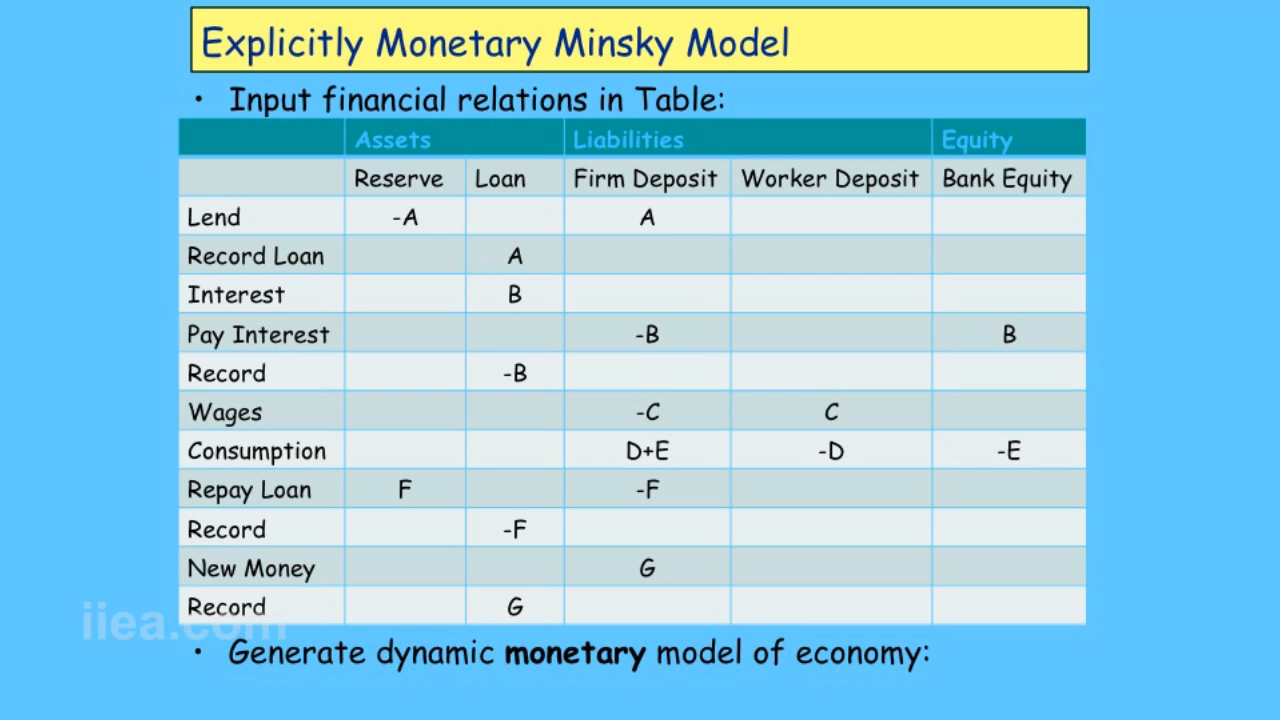 Explicitly Monetary Minsky Model
• Input financial relations in Table:
Assets Liabilities Equity
Reserve Loan Firm Deposit Worker Deposit Bank Equity
Lend -A A
Record Loan A
Interest B
Pay Interest -B B
Record -B
Wages -C C
Consumption D+E -D -E
Repay Loan F -F
Record -F
New Money G
Record G
iiea.com
• Generate dynamic monetary model of economy: